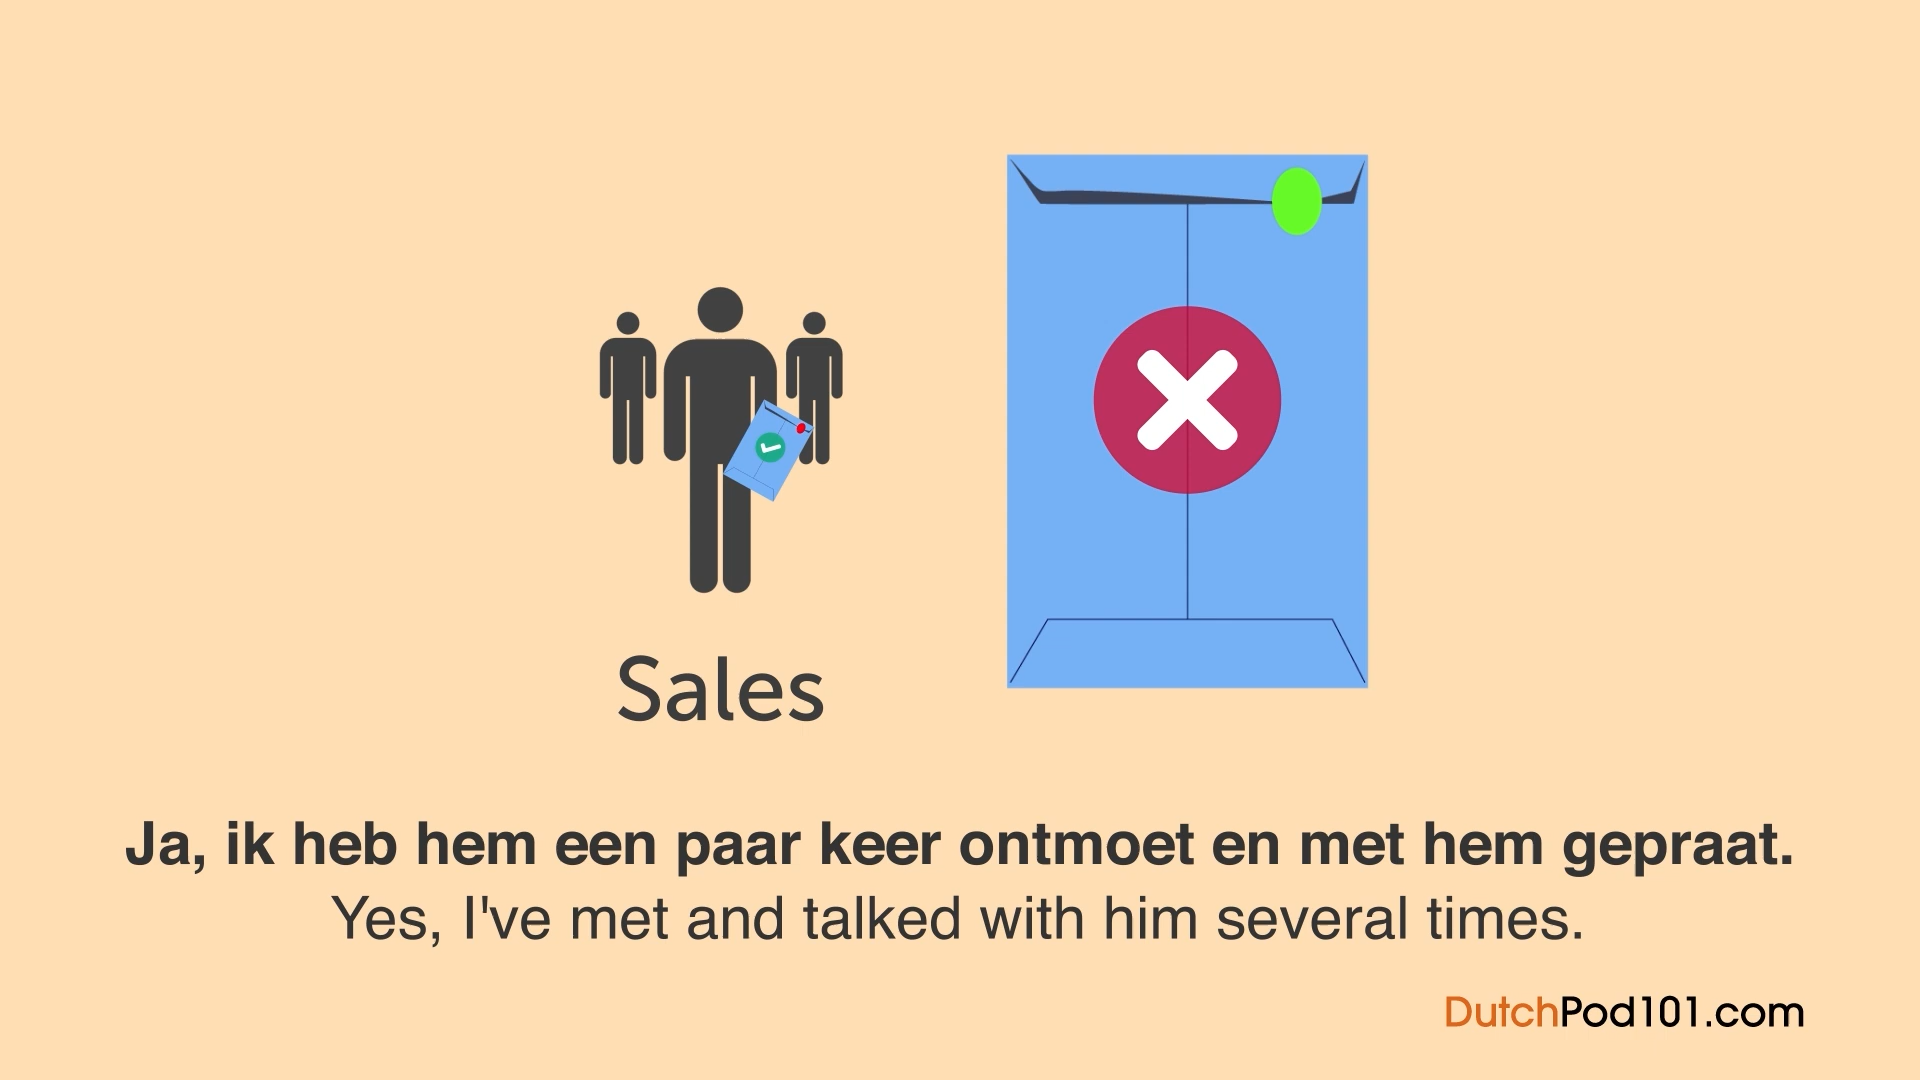 Sales
Ja, ik heb hem een paar keer ontmoet en met hem gepraat.
Yes, I've met and talked with him several times.
DutchPod101.com